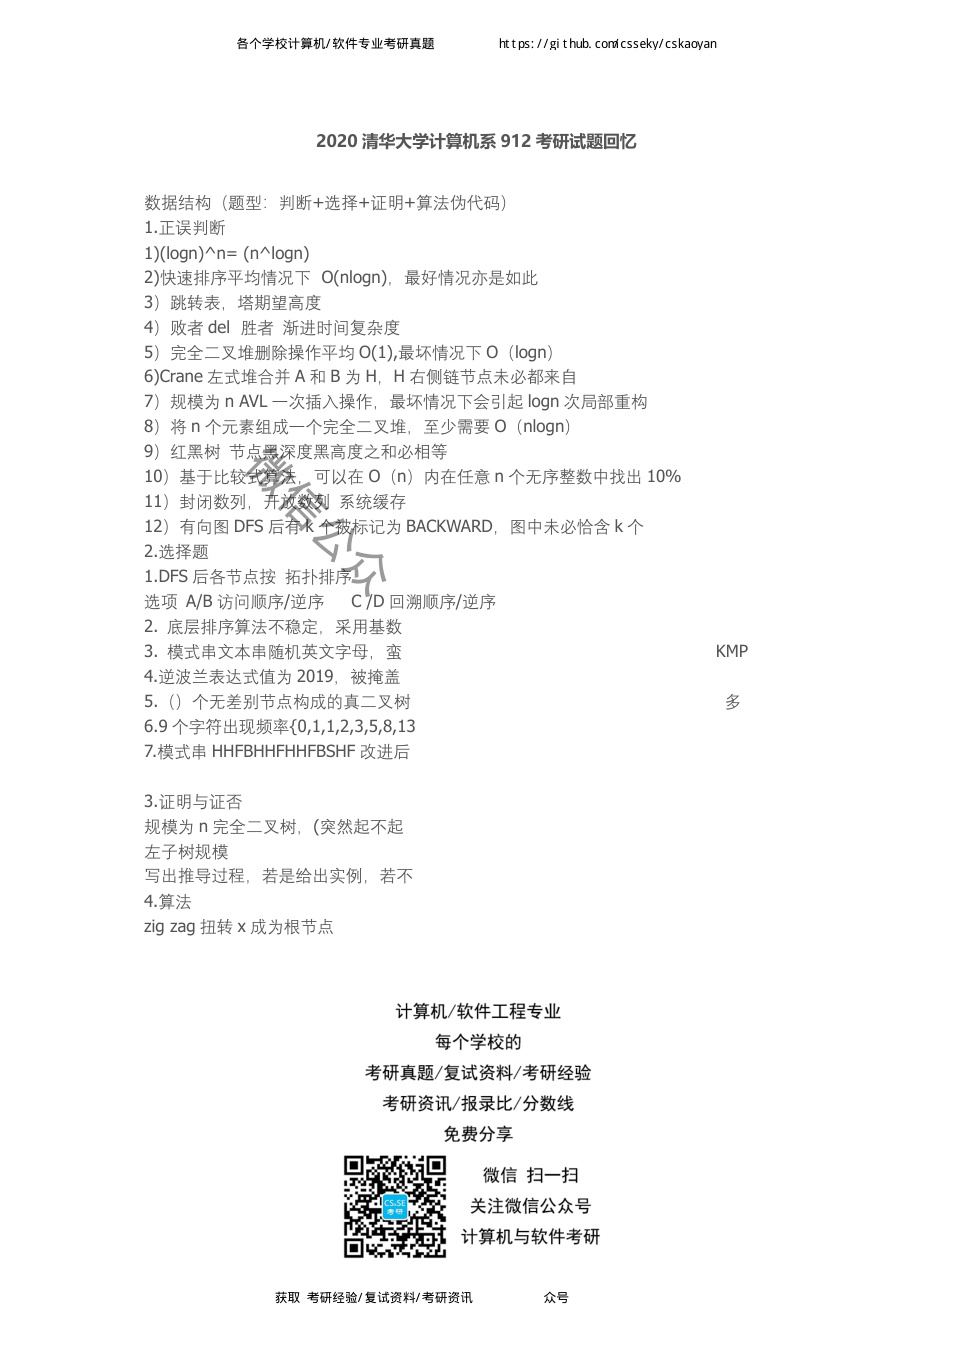 各个学校计算机/软件专业考研真题 https://github.com/csseky/cskaoyan
2020 清华大学计算机系 912 考研试题回忆
数据结构（题型：判断+选择+证明+算法伪代码）
1.正误判断
1)(logn)^n= (n^logn)
2)快速排序平均情况下 O(nlogn)，最好情况亦是如此
3）跳转表，塔期望高度
4）败者 del 胜者 渐进时间复杂度
5）完全二叉堆删除操作平均 O(1),最坏情况下 O（logn）
6)Crane 左式堆合并 A 和 B 为 H，H 右侧链节点未必都来自
7）规模为 n AVL 一次插入操作，最坏情况下会引起 logn 次局部重构
8）将 n 个元素组成一个完全二叉堆，至少需要 O（nlogn）
9）红黑树 节点黑深度黑高度之和必相等
10）基于比较式算法，可以在 O（n）内在任意 n 个无序整数中找出 10%
11）封闭数列，开放数列 系统缓存
12）有向图 DFS 后有 k 个被标记为 BACKWARD，图中未必恰含 k 个
2.选择题
1.DFS 后各节点按 拓扑排序
选项 A/B 访问顺序/逆序 C /D 回溯顺序/逆序
2. 底层排序算法不稳定，采用基数
3. 模式串文本串随机英文字母，蛮 KMP
4.逆波兰表达式值为 2019，被掩盖
5.（）个无差别节点构成的真二叉树 多
6.9 个字符出现频率{0,1,1,2,3,5,8,13
7.模式串 HHFBHHFHHFBSHF 改进后
3.证明与证否
规模为 n 完全二叉树，(突然起不起
左子树规模
写出推导过程，若是给出实例，若不
4.算法
zig zag 扭转 x 成为根节点
微信公众
计算机/软件工程专业
每个学校的
考研真题/复试资料/考研经验
考研资讯/报录比/分数线
免费分享
CS.SE
考研
微信 扫一扫
关注微信公众号
计算机与软件考研
获取 考研经验/复试资料/考研资讯 众号